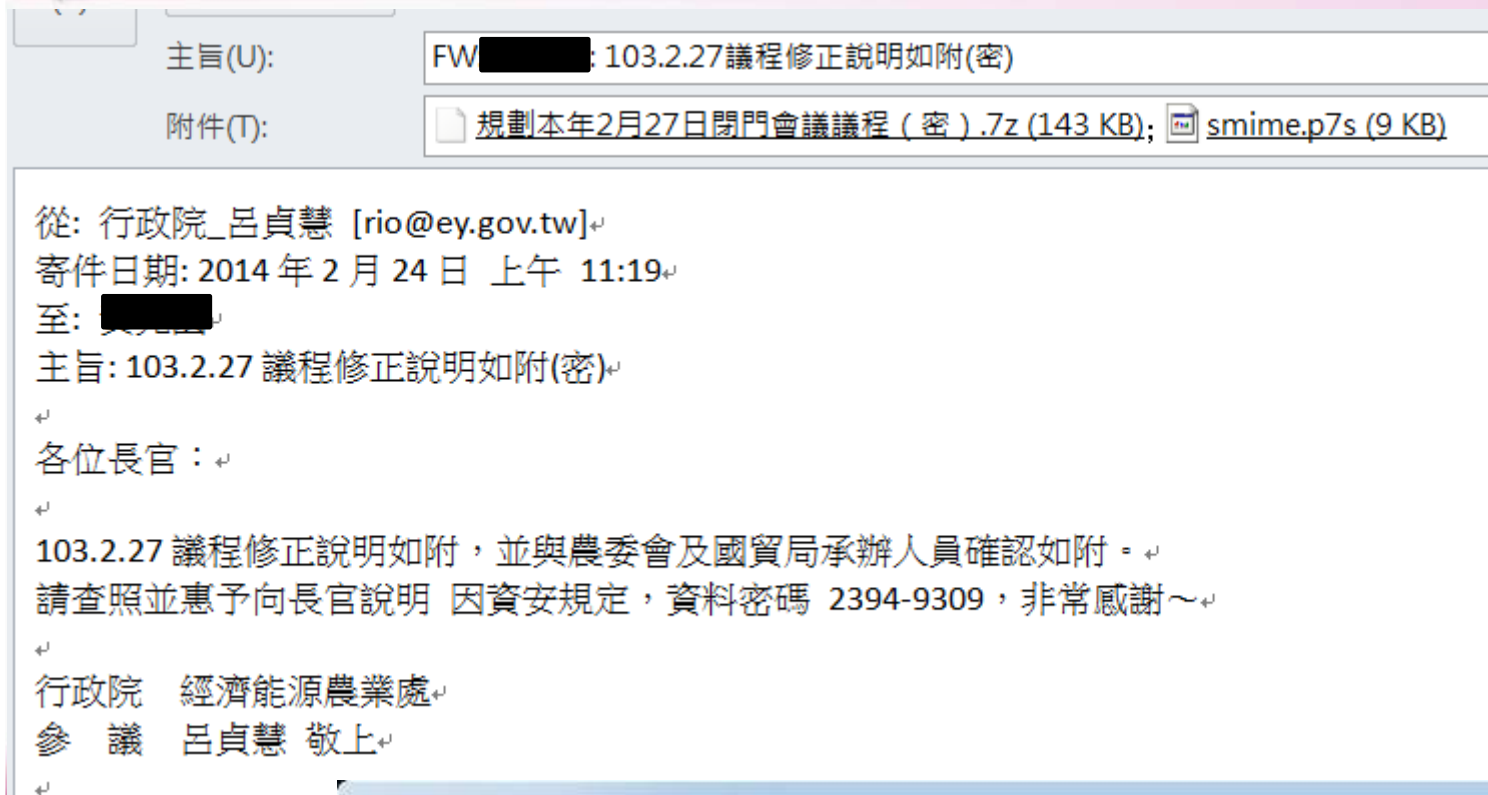 主旨(U): FW : 103.2.27議程修正說明如附(密)
附件(T): 規劃本年2月27日閉門會議議程（密）.7z (143 KB); smime.p7s (9 KB)
從: 行政院_呂貞慧 [rio@ey.gov.tw]
寄件日期: 2014 年 2 月 24 日 上午 11:19
至:
主旨: 103.2.27 議程修正說明如附(密)
各位長官：
103.2.27 議程修正說明如附，並與農委會及國貿局承辦人員確認如附。
請查照並惠予向長官說明 因資安規定，資料密碼 2394-9309，非常感謝～
行政院 經濟能源農業處
參 議 呂貞慧 敬上